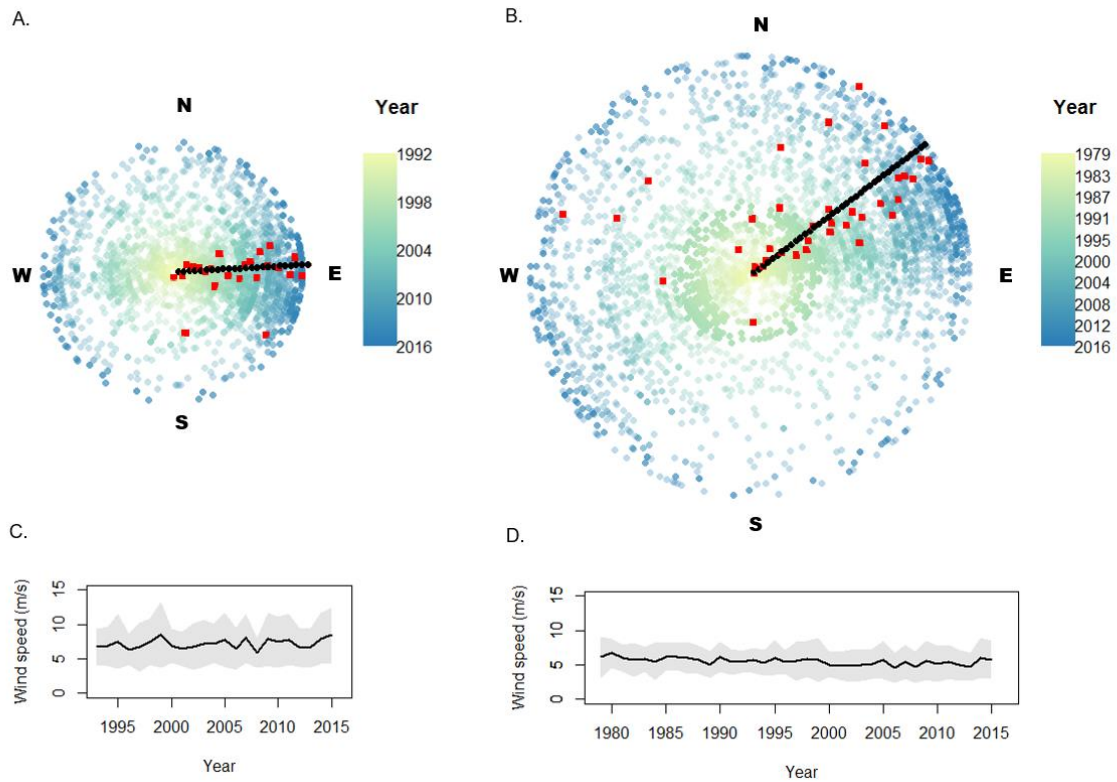 A.
B.
N
Year
1992
1998
2004
2010
2016
W
E
S
N
Year
1979
1983
1987
1991
1995
2000
2004
2008
2012
2016
W
E
S
C.
Wind speed (m/s)
15
10
5
0
1995
2000
2005
2010
2015
Year
D.
Wind speed (m/s)
15
10
5
0
1980
1985
1990
1995
2000
2005
2010
2015
Year